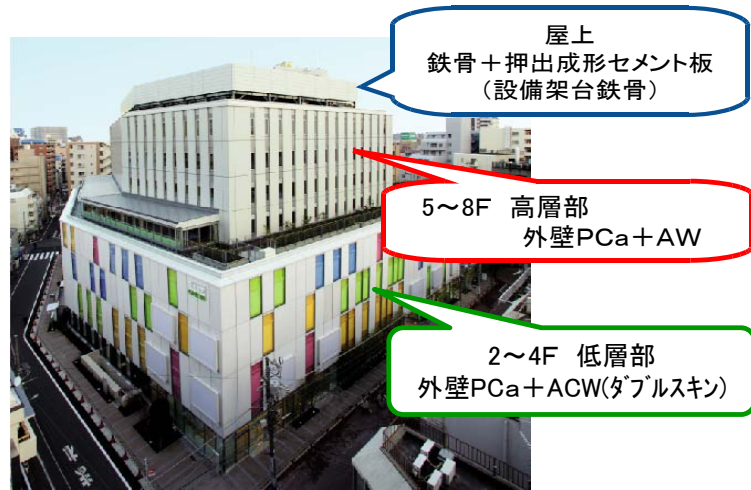 屋上
鉄骨＋押出成形セメント板
（設備架台鉄骨）
5～8F 高層部
外壁PCa＋AW
2～4F 低層部
外壁PCa＋ACW(ﾀﾞﾌﾞﾙｽｷﾝ)